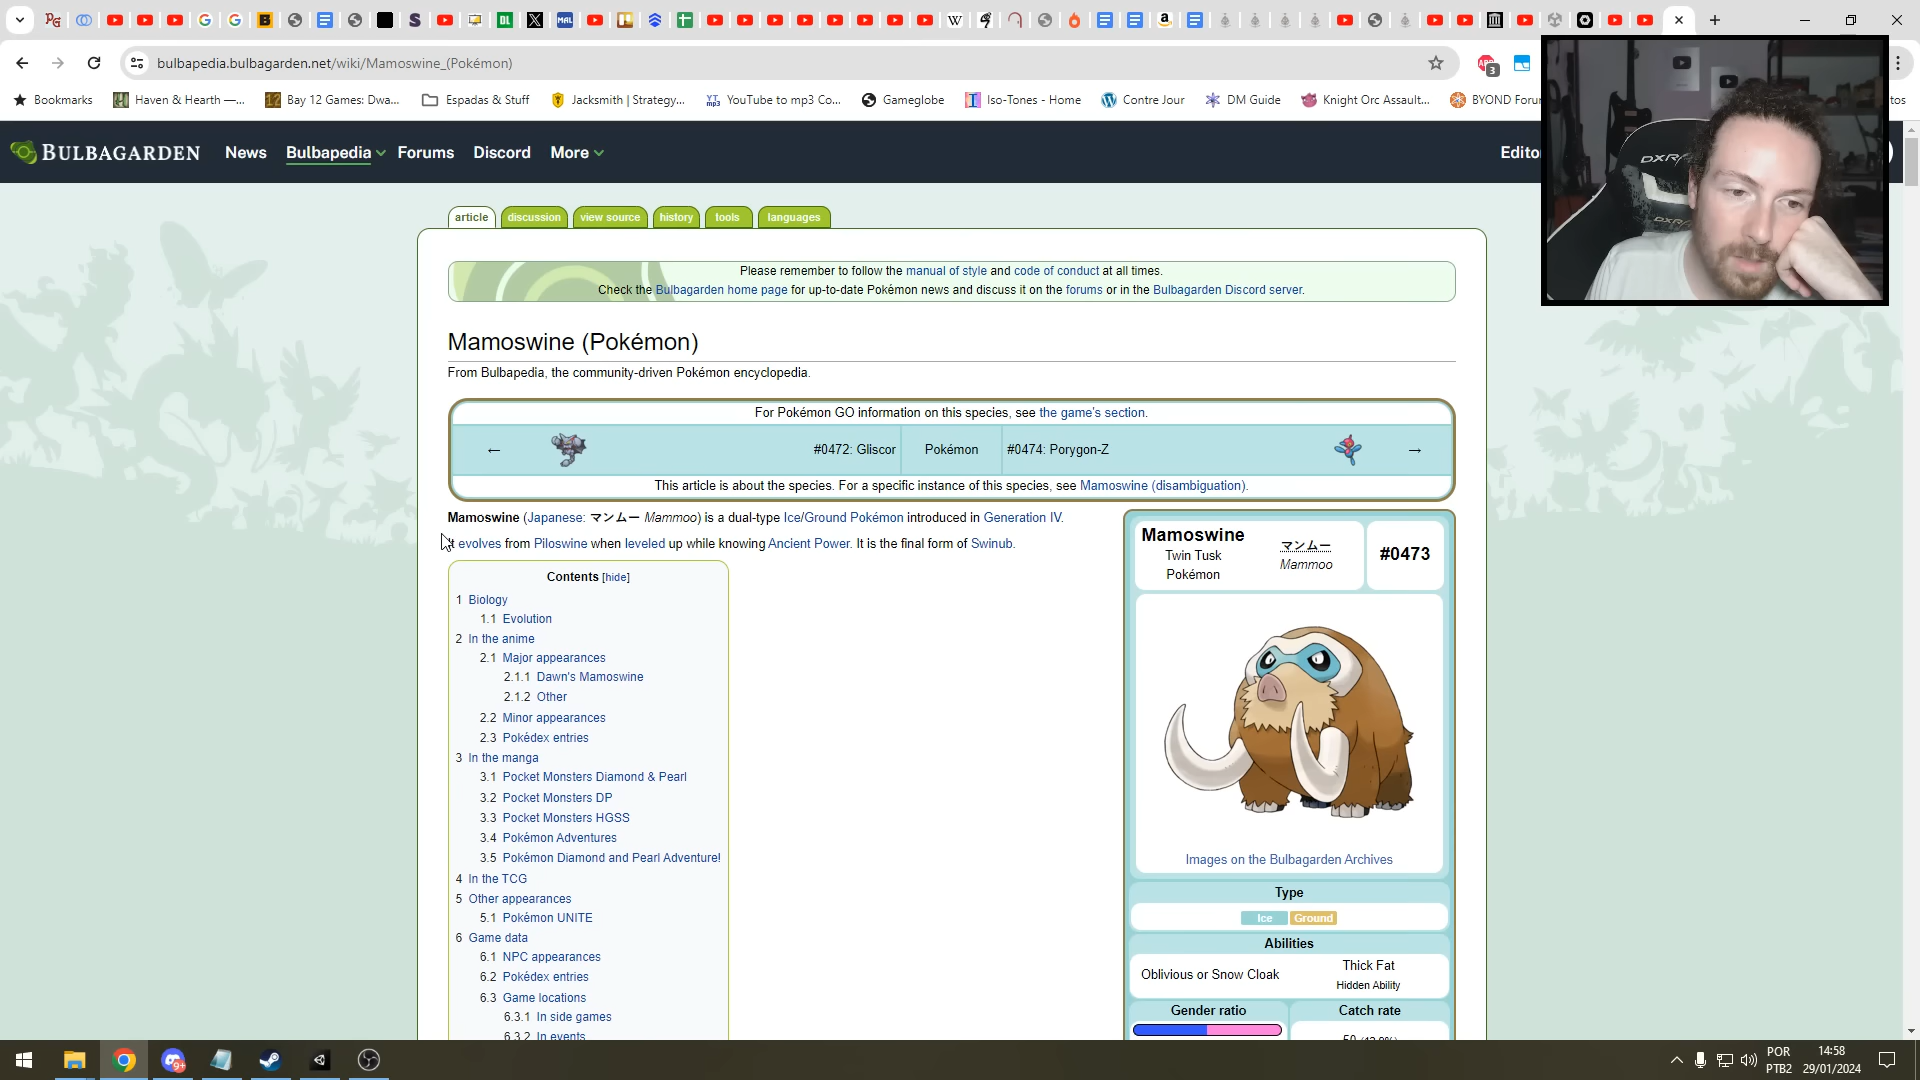 bulbapedia.bulbagarden.net/wiki/Mamoswine_(Pokémon)
3
Bookmarks
Haven & Hearth —...
Bay 12 Games: Dwa...
Espadas & Stuff
Jacksmith | Strategy...
YouTube to mp3 Co...
Gameglobe
Iso-Tones - Home
Contre Jour
DM Guide
Knight Orc Assault...
BYOND Foru
tos
BULBAGARDEN
News
Bulbapedia
Forums
Discord
More
Edito
article
discussion
view source
history
tools
languages
Please remember to follow the manual of style and code of conduct at all times.
Check the Bulbagarden home page for up-to-date Pokémon news and discuss it on the forums or in the Bulbagarden Discord server.
Mamoswine (Pokémon)
From Bulbapedia, the community-driven Pokémon encyclopedia.
For Pokémon GO information on this species, see the game's section.
← #0472: Gliscor Pokémon #0474: Porygon-Z →
This article is about the species. For a specific instance of this species, see Mamoswine (disambiguation).
Mamoswine (Japanese: マンムー Mammoo) is a dual-type Ice/Ground Pokémon introduced in Generation IV.
It evolves from Piloswine when leveled up while knowing Ancient Power. It is the final form of Swinub.
Contents [hide]
1 Biology
1.1 Evolution
2 In the anime
2.1 Major appearances
2.1.1 Dawn's Mamoswine
2.1.2 Other
2.2 Minor appearances
2.3 Pokédex entries
3 In the manga
3.1 Pocket Monsters Diamond & Pearl
3.2 Pocket Monsters DP
3.3 Pocket Monsters HGSS
3.4 Pokémon Adventures
3.5 Pokémon Diamond and Pearl Adventure!
4 In the TCG
5 Other appearances
5.1 Pokémon UNITE
6 Game data
6.1 NPC appearances
6.2 Pokédex entries
6.3 Game locations
6.3.1 In side games
6.3.2 In events
Mamoswine
Twin Tusk
Pokémon
マンムー
Mammoo
#0473
Images on the Bulbagarden Archives
Type
Ice Ground
Abilities
Oblivious or Snow Cloak
Thick Fat
Hidden Ability
Gender ratio
Catch rate
DXR
POR
PTB2
14:58
29/01/2024